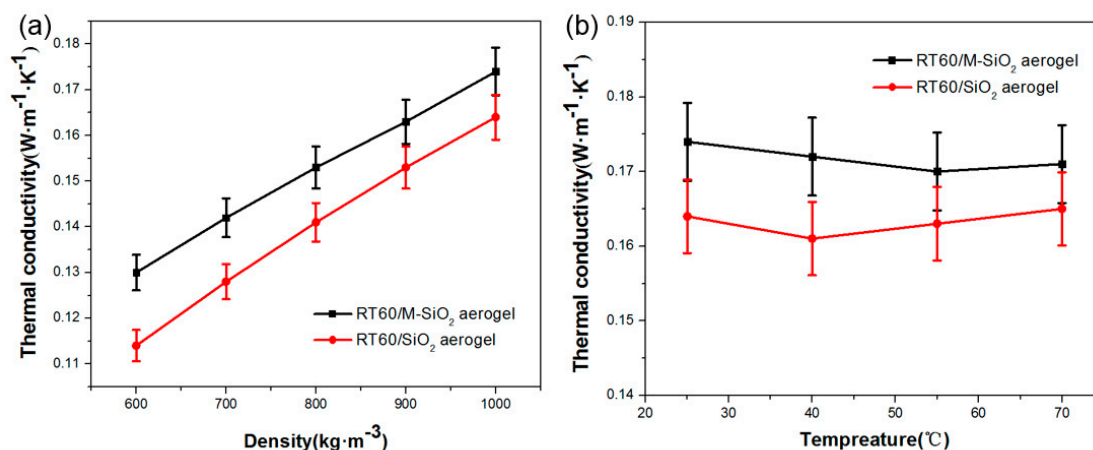 (a)
Thermal conductivity(W·m⁻¹·K⁻¹)
0.18
0.17
0.16
0.15
0.14
0.13
0.12
0.11
RT60/M-SiO₂ aerogel
RT60/SiO₂ aerogel
600 700 800 900 1000
Density(kg·m⁻³)
(b)
Thermal conductivity(W·m⁻¹·K⁻¹)
0.19
0.18
0.17
0.16
0.15
0.14
RT60/M-SiO₂ aerogel
RT60/SiO₂ aerogel
20 30 40 50 60 70
Tempreature(℃)